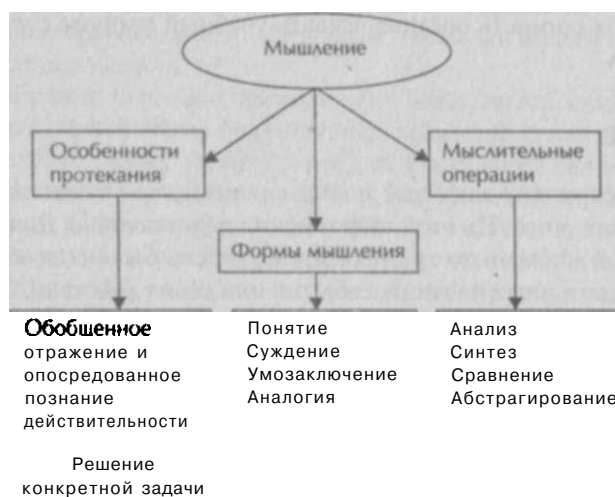 Мышление
Особенности
протекания
Мыслительные
операции
Формы мышления
Обобшенное
отражение и
опосредованное
познание
действительности
Решение
конкретной задачи
Понятие
Суждение
Умозаключение
Аналогия
Анализ
Синтез
Сравнение
Абстрагирование